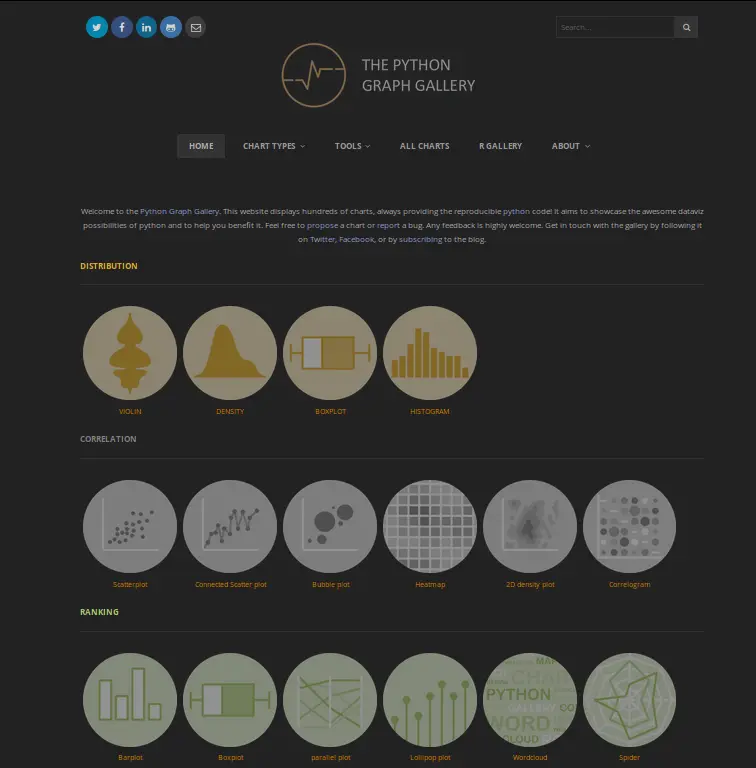 Search...
THE PYTHON
GRAPH GALLERY
HOME CHART TYPES TOOLS ALL CHARTS R GALLERY ABOUT
Welcome to the Python Graph Gallery. This website displays hundreds of charts, always providing the reproducible python code! It aims to showcase the awesome dataviz
possibilities of python and to help you benefit it. Feel free to propose a chart or report a bug. Any feedback is highly welcome. Get in touch with the gallery by following it
on Twitter, Facebook, or by subscribing to the blog.
DISTRIBUTION
VIOLIN DENSITY BOXPLOT HISTOGRAM
CORRELATION
Scatterplot Connected Scatter plot Bubble plot Heatmap 2D density plot Correlogram
RANKING
MAP
CHAR
PYTHON
GALLERY CO
WORD
CLOUD
Barplot Boxplot parallel plot Lollipop plot Wordcloud Spider